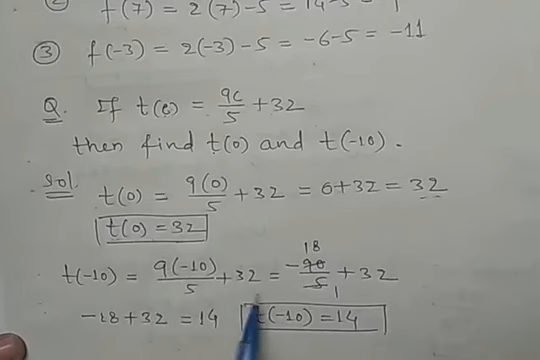 ② f(7) = 2(7)-5 = 14-5 =
③ f(-3) = 2(-3)-5 = -6-5 = -11
Q. If t(c) = 9c/5 + 32
then find t(0) and t(-10).
Sol. t(0) = 9(0)/5 + 32 = 0+32 = 32
t(0) = 32
t(-10) = 9(-10)/5 + 32 = -90/5 + 32
18
1
-18+32 = 14 t(-10) = 14